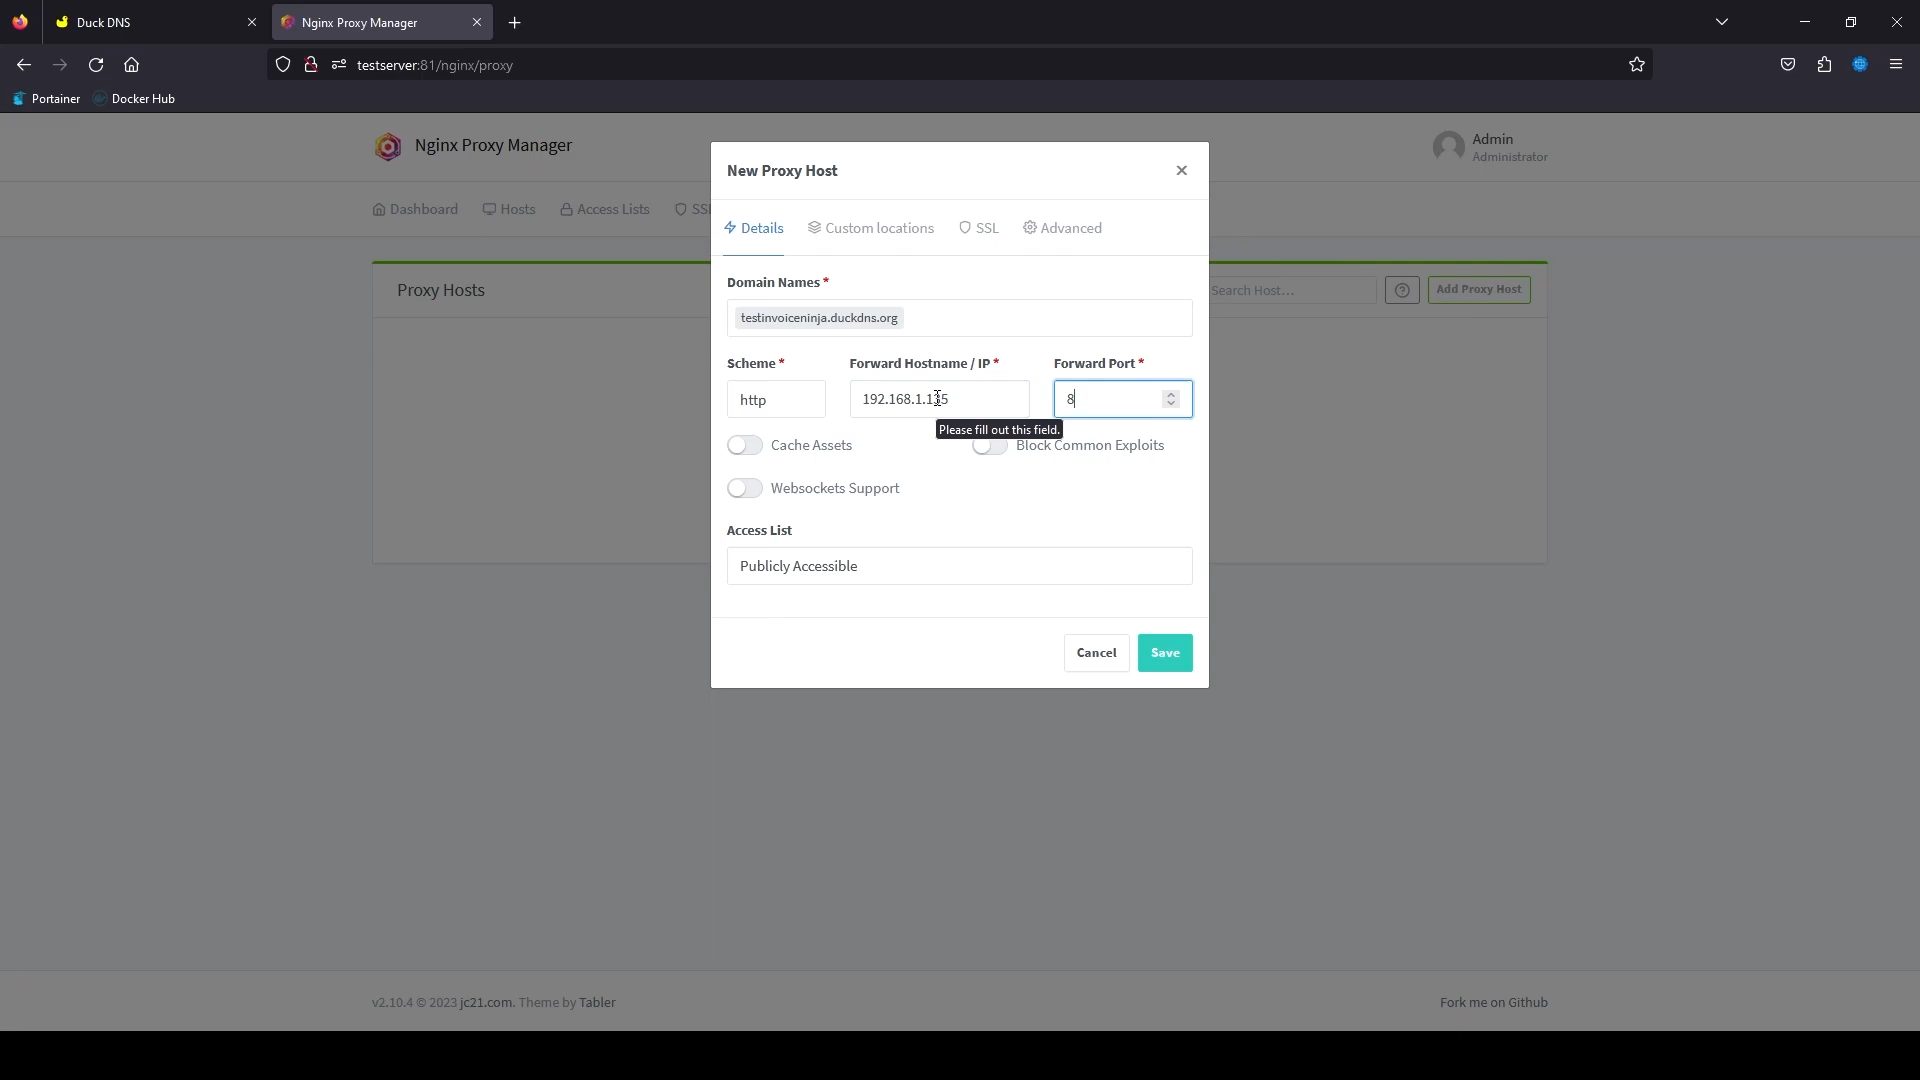 Duck DNS
Nginx Proxy Manager
testserver:81/nginx/proxy
Portainer
Docker Hub
Nginx Proxy Manager
Admin
Administrator
Dashboard
Hosts
Access Lists
SSL
Proxy Hosts
Search Host...
Add Proxy Host
New Proxy Host
Details
Custom locations
SSL
Advanced
Domain Names *
testinvoiceninja.duckdns.org
Scheme *
Forward Hostname / IP *
Forward Port *
http
192.168.1.135
8
Please fill out this field.
Cache Assets
Block Common Exploits
Websockets Support
Access List
Publicly Accessible
Cancel
Save
v2.10.4 © 2023 jc21.com. Theme by Tabler
Fork me on Github